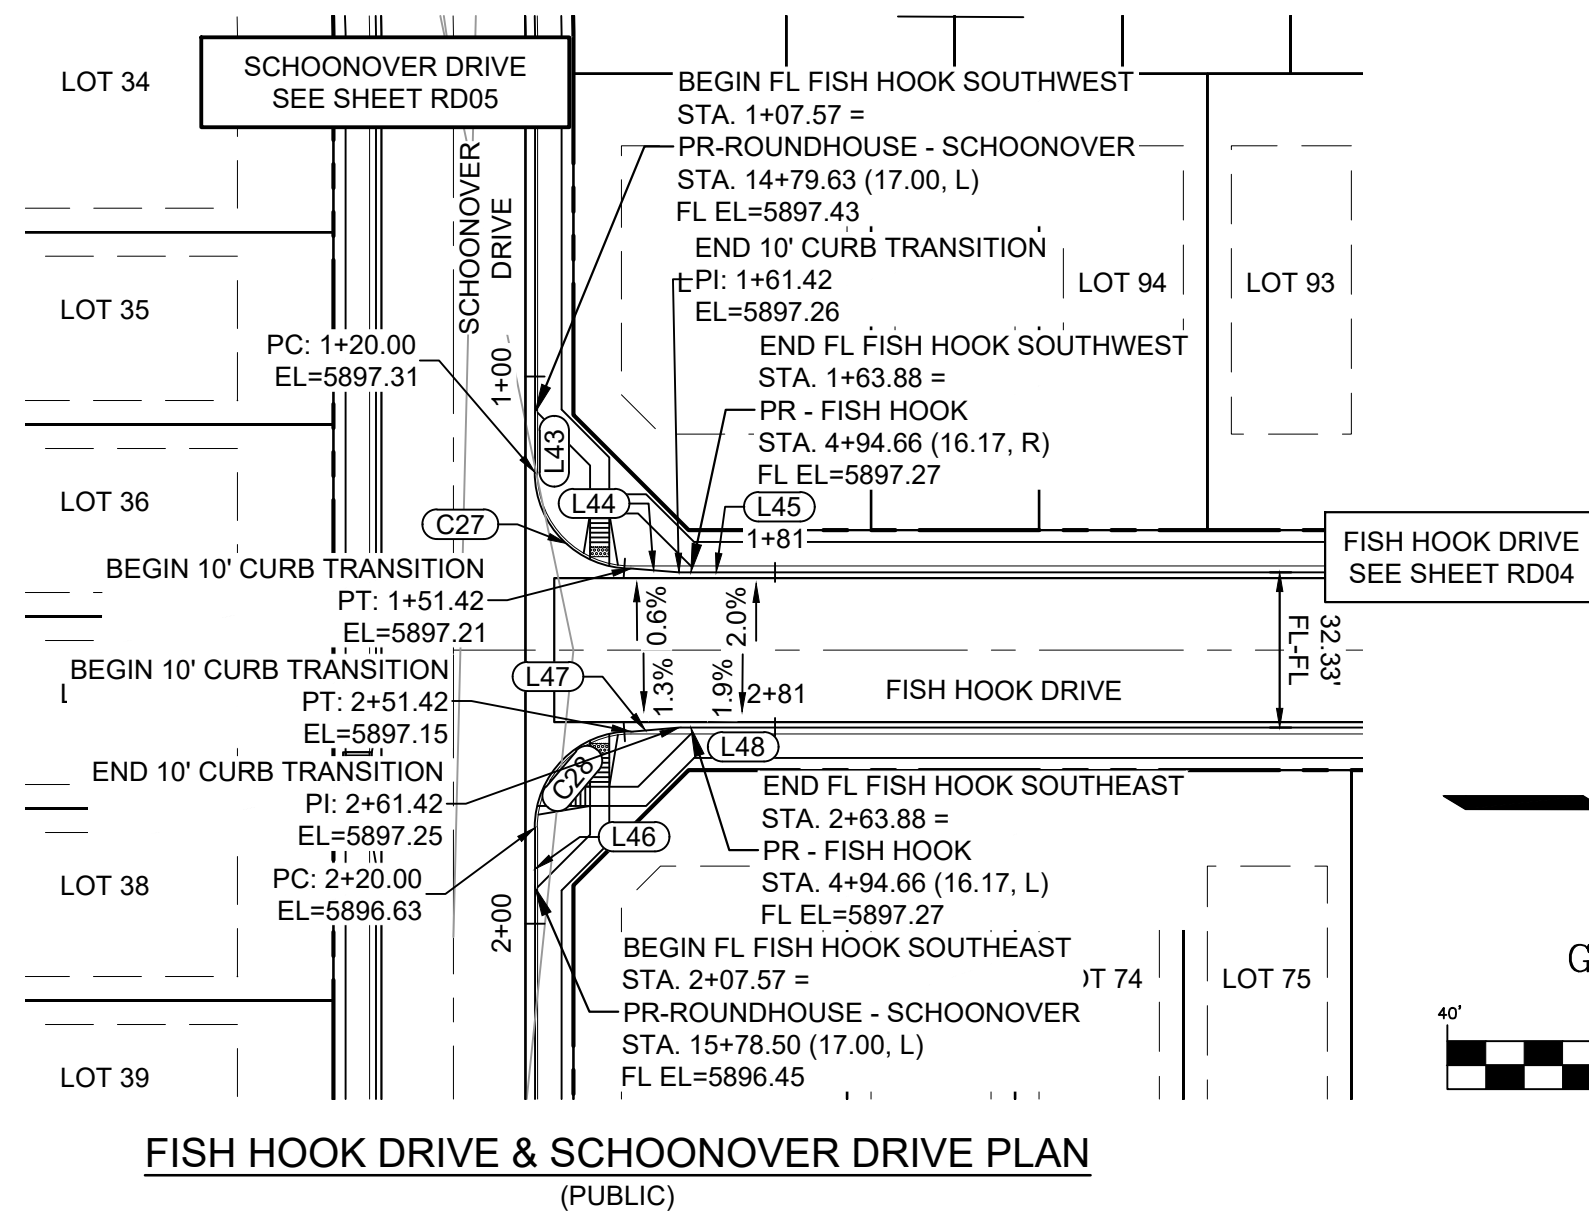 LOT 34
SCHOONOVER DRIVE
SEE SHEET RD05
BEGIN FL FISH HOOK SOUTHWEST
STA. 1+07.57 =
PR-ROUNDHOUSE - SCHOONOVER
STA. 14+79.63 (17.00, L)
FL EL=5897.43
SCHOONOVER
DRIVE
END 10' CURB TRANSITION
PI: 1+61.42
EL=5897.26
LOT 94
LOT 93
LOT 35
PC: 1+20.00
EL=5897.31
1+00
END FL FISH HOOK SOUTHWEST
STA. 1+63.88 =
PR - FISH HOOK
STA. 4+94.66 (16.17, R)
FL EL=5897.27
L43
LOT 36
C27
L44
L45
1+81
FISH HOOK DRIVE
SEE SHEET RD04
BEGIN 10' CURB TRANSITION
PT: 1+51.42
EL=5897.21
0.6%
2.0%
32.33'
FL-FL
BEGIN 10' CURB TRANSITION
PT: 2+51.42
EL=5897.15
L47
1.3%
1.9%
2+81
FISH HOOK DRIVE
L48
END 10' CURB TRANSITION
PI: 2+61.42
EL=5897.25
C28
END FL FISH HOOK SOUTHEAST
STA. 2+63.88 =
PR - FISH HOOK
STA. 4+94.66 (16.17, L)
FL EL=5897.27
L46
LOT 38
PC: 2+20.00
EL=5896.63
2+00
BEGIN FL FISH HOOK SOUTHEAST
STA. 2+07.57 =
PR-ROUNDHOUSE - SCHOONOVER
STA. 15+78.50 (17.00, L)
FL EL=5896.45
OT 74
LOT 75
G
40'
LOT 39
FISH HOOK DRIVE & SCHOONOVER DRIVE PLAN
(PUBLIC)